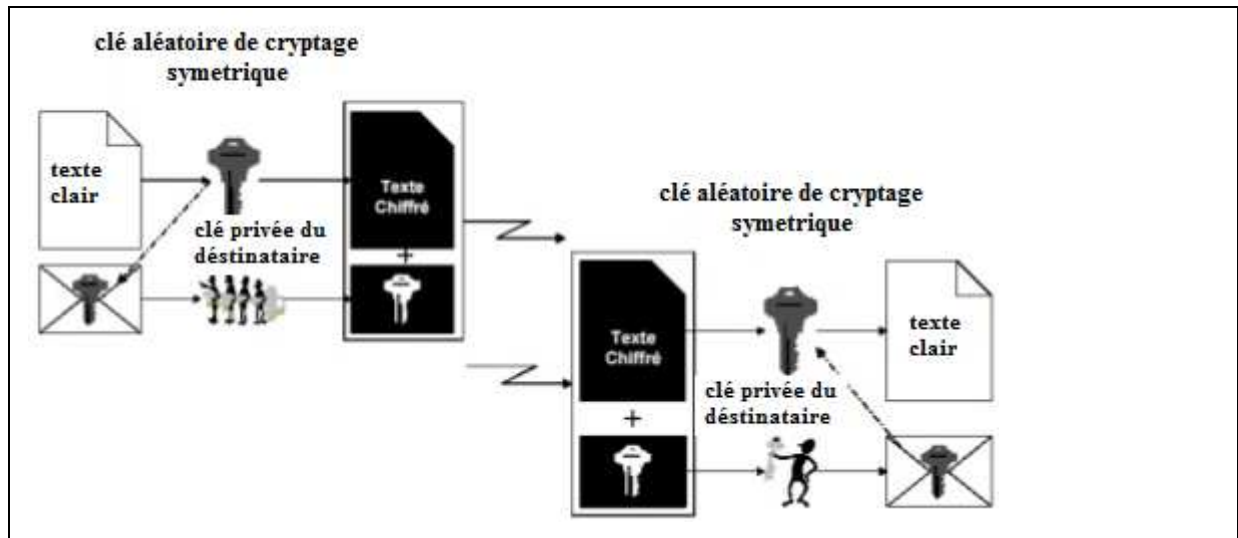 clé aléatoire de cryptage
symetrique
texte
clair
Texte
Chiffré
clé privée du
déstinataire
+
clé aléatoire de cryptage
symetrique
Texte
Chiffré
texte
clair
clé privée du
déstinataire
+